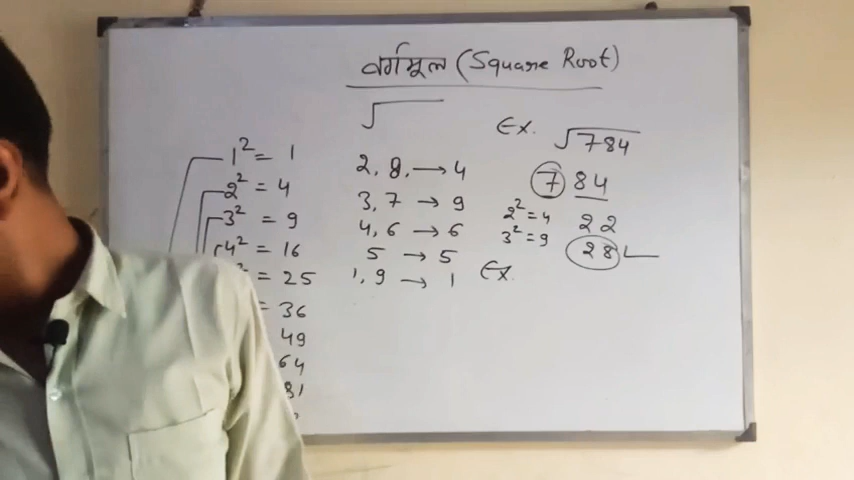 वर्गमूल (Square Root)
√
1² = 1
2² = 4
3² = 9
4² = 16
² = 25
= 36
49
64
81
2, 8, → 4
3, 7 → 9
4, 6 → 6
5 → 5
1, 9 → 1
Ex. √784
7 84
2² = 4
3² = 9
22
28
Ex.